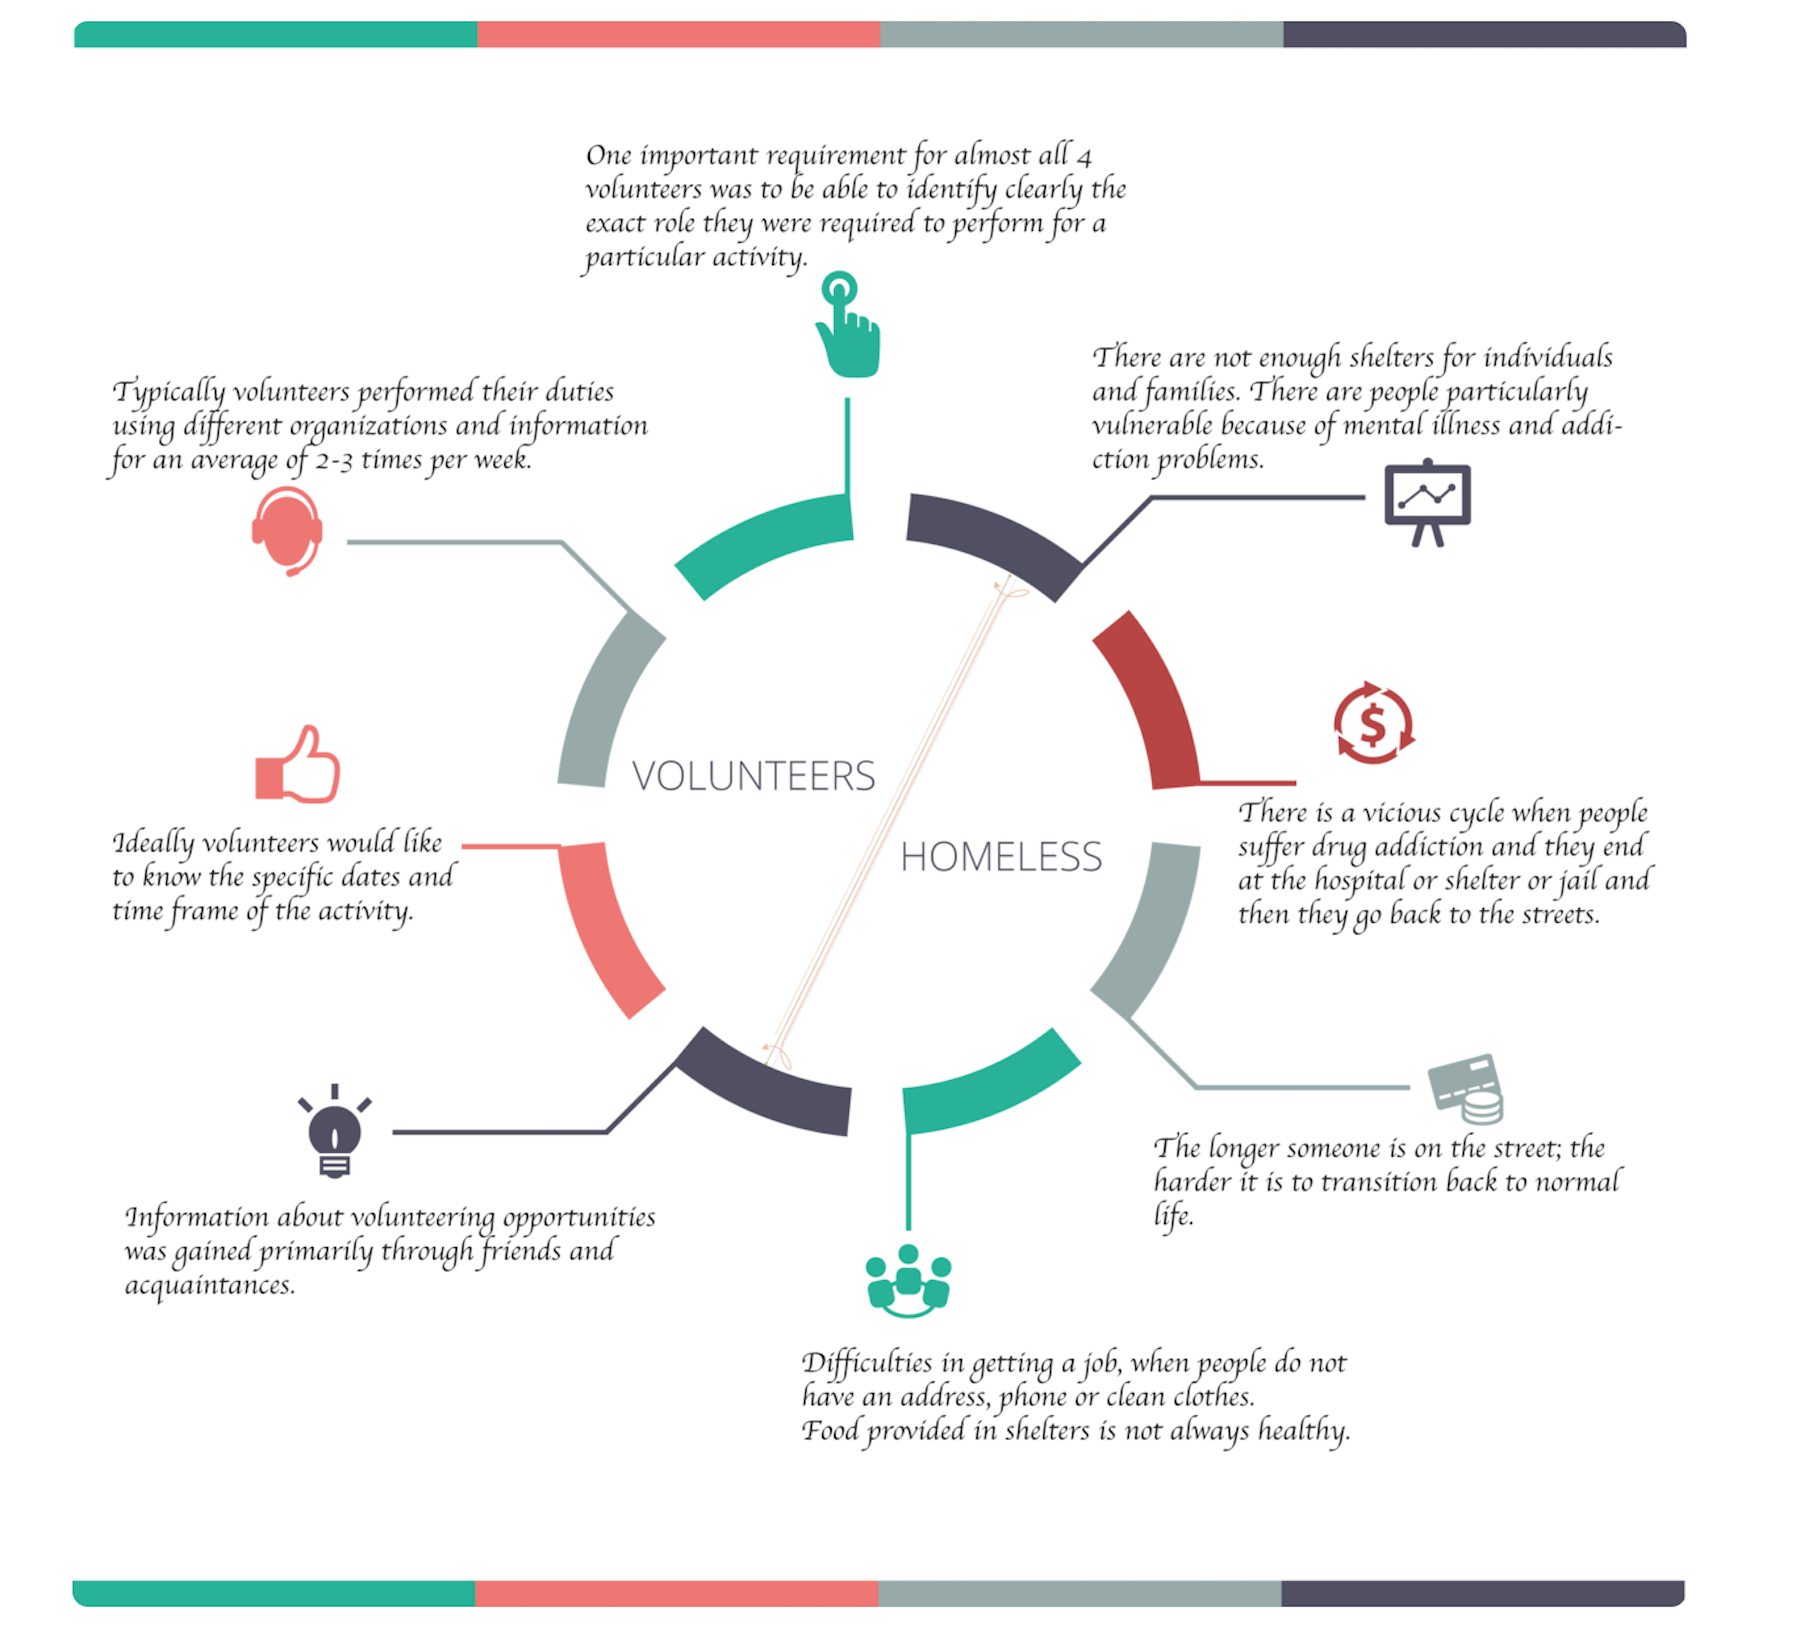 One important requirement for almost all 4
volunteers was to be able to identify clearly the
exact role they were required to perform for a
particular activity.
There are not enough shelters for individuals
and families. There are people particularly
vulnerable because of mental illness and addi-
ction problems.
Typically volunteers performed their duties
using different organizations and information
for an average of 2-3 times per week.
$
VOLUNTEERS
HOMELESS
There is a vicious cycle when people
suffer drug addiction and they end
at the hospital or shelter or jail and
then they go back to the streets.
Ideally volunteers would like
to know the specific dates and
time frame of the activity.
The longer someone is on the street; the
harder it is to transition back to normal
life.
Information about volunteering opportunities
was gained primarily through friends and
acquaintances.
Difficulties in getting a job, when people do not
have an address, phone or clean clothes.
Food provided in shelters is not always healthy.